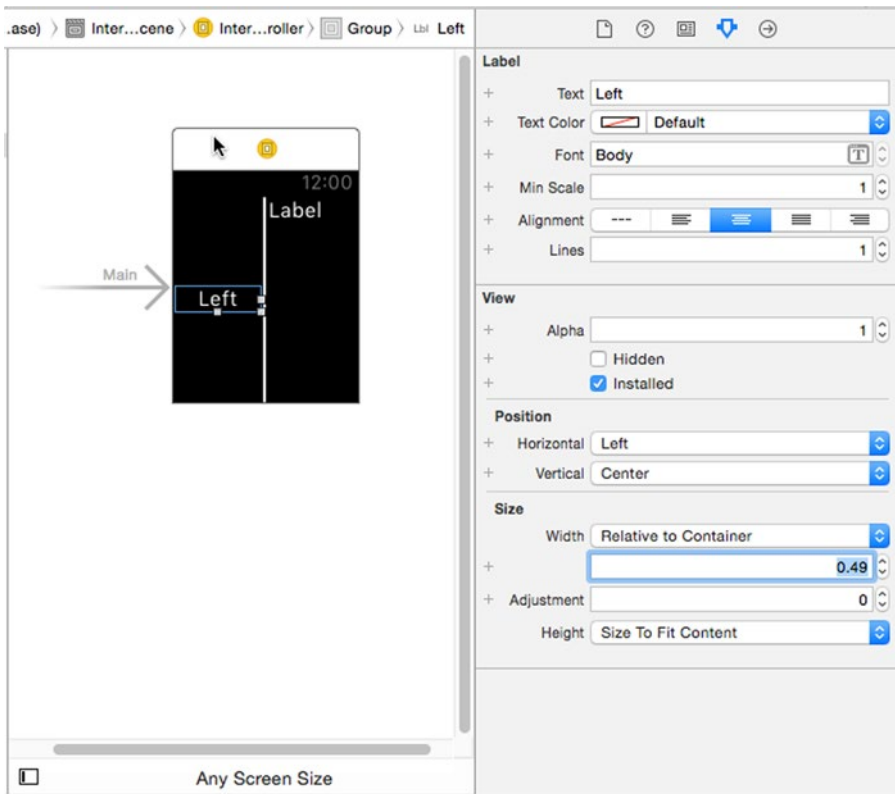 .ase) 〉 Inter...cene 〉 Inter...roller 〉 Group 〉 Lbl Left
12:00
Label
Main
Left
Any Screen Size
Label
Text Left
Text Color Default
Font Body T
Min Scale 1
Alignment ---
Lines 1
View
Alpha 1
Hidden
Installed
Position
Horizontal Left
Vertical Center
Size
Width Relative to Container
0.49
Adjustment 0
Height Size To Fit Content